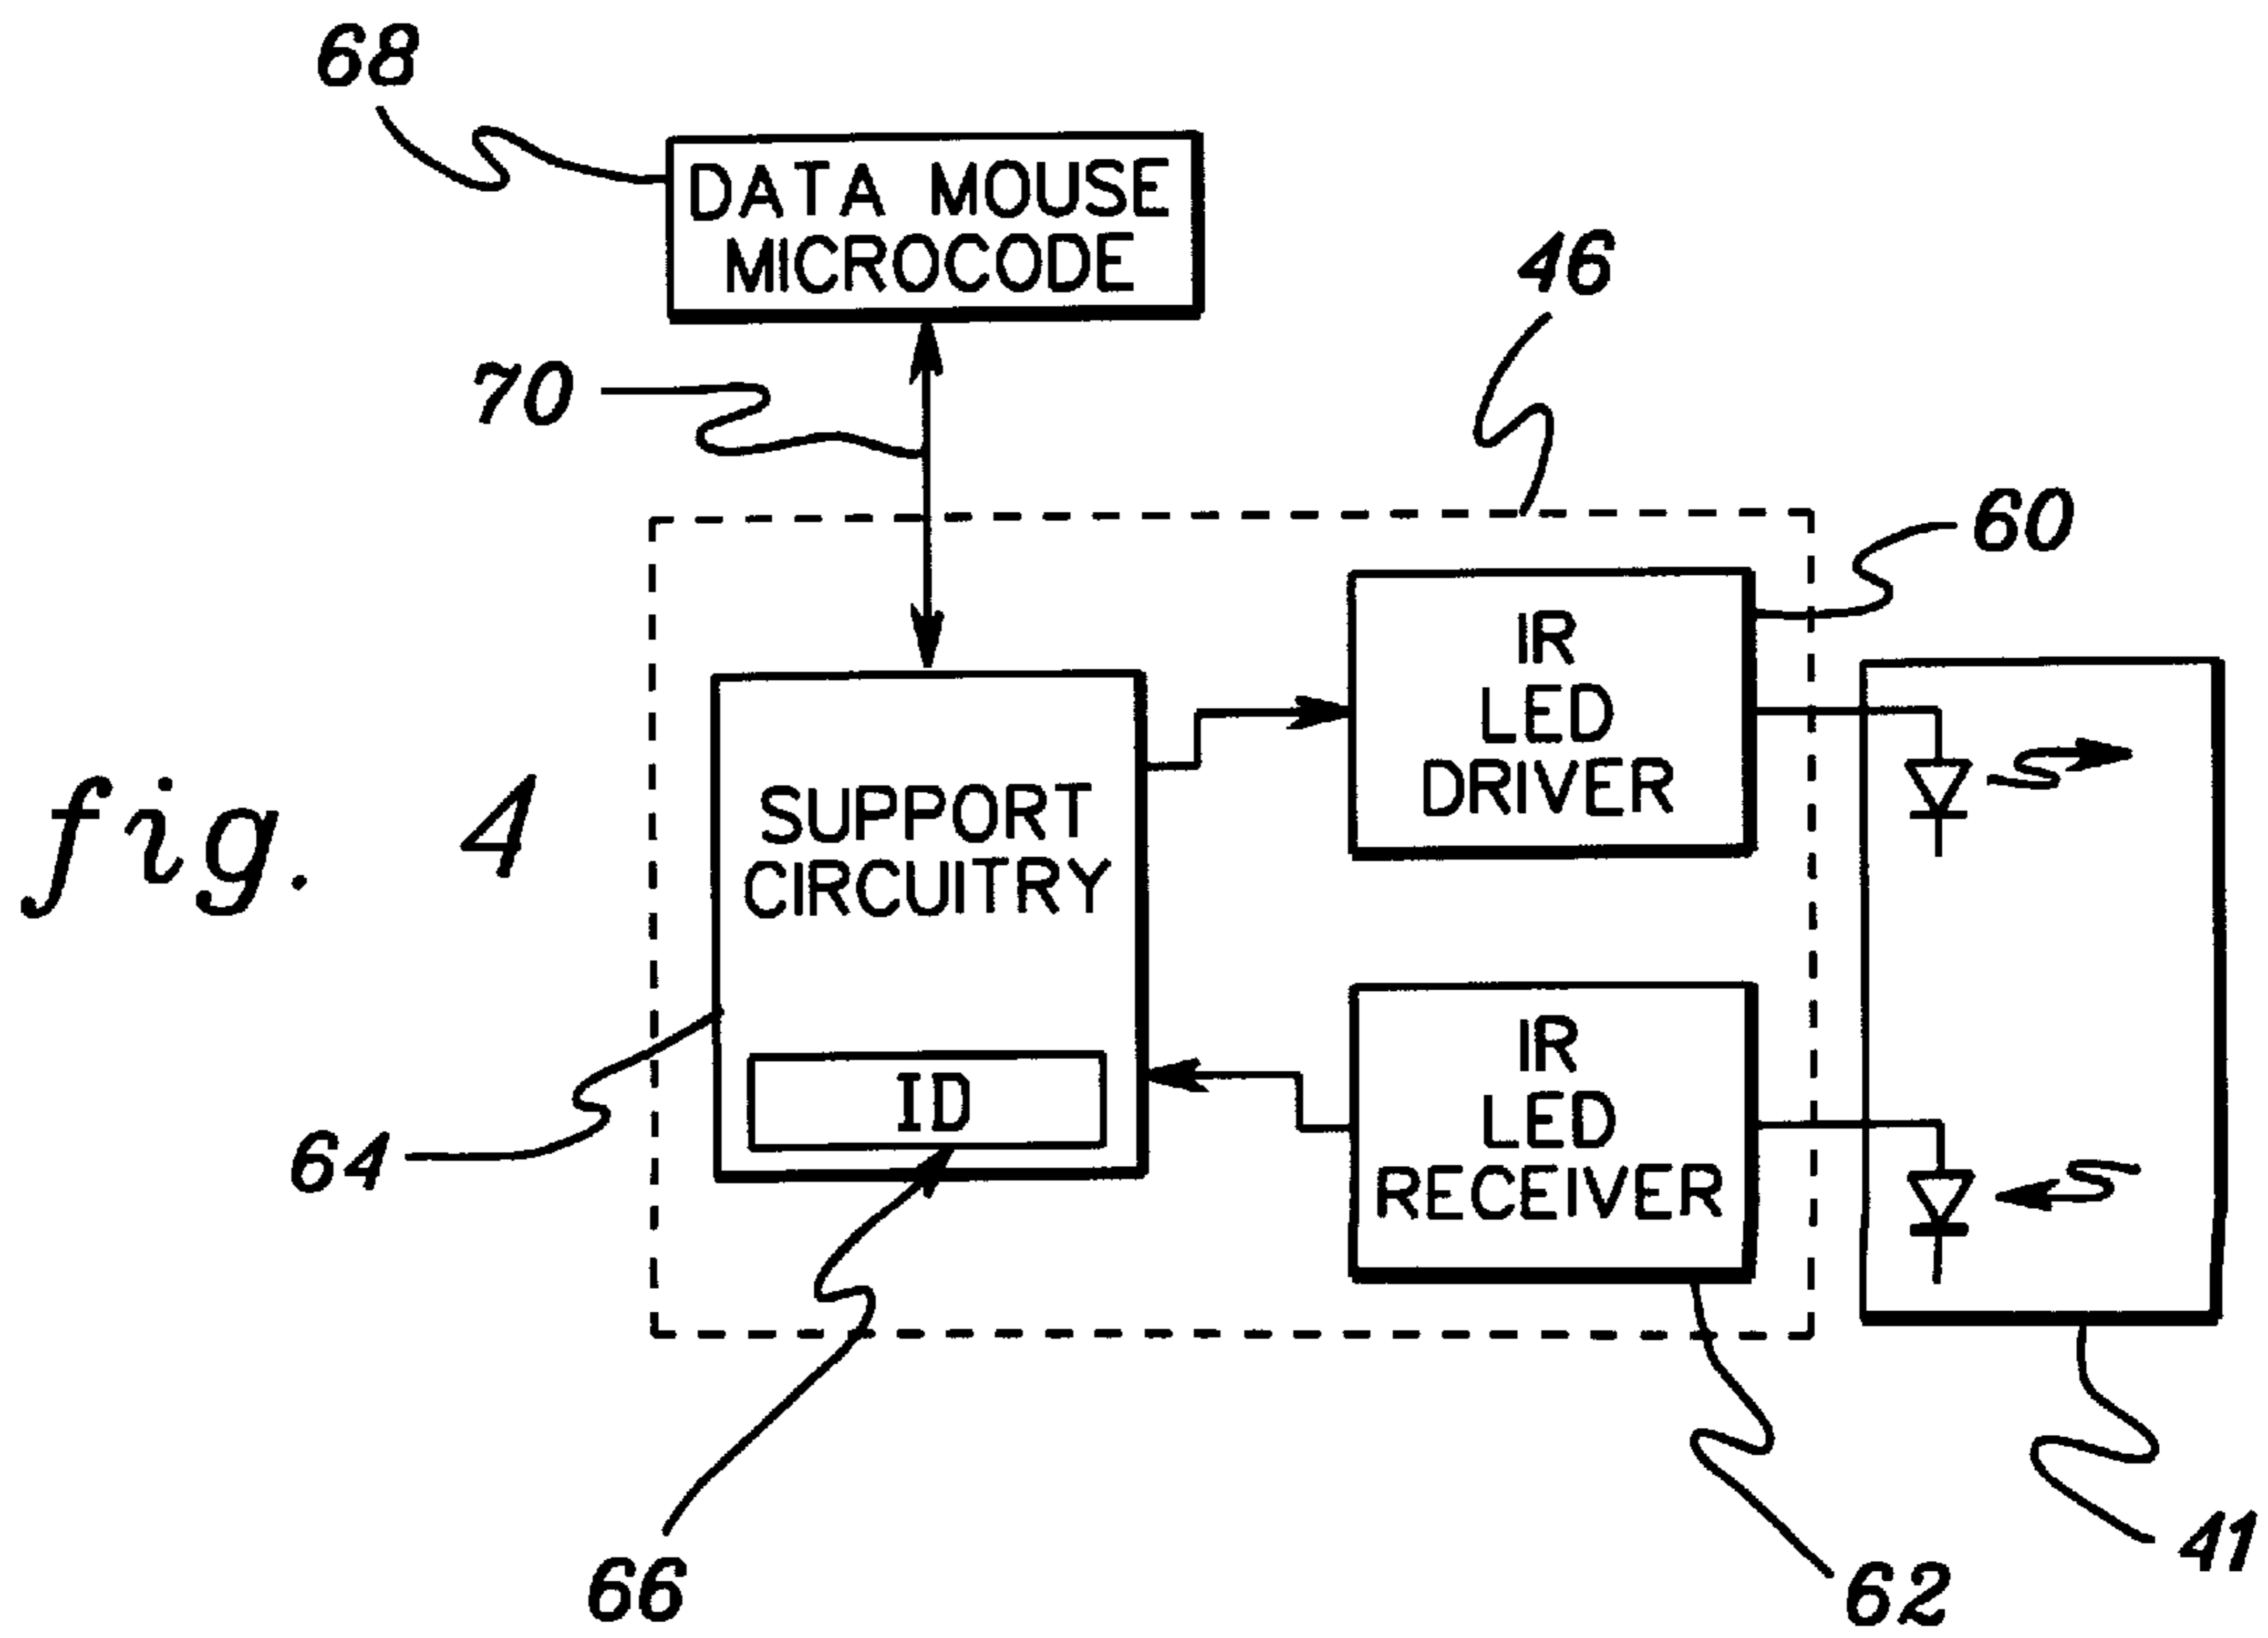 68
DATA MOUSE
MICROCODE
46
70
60
IR
LED
DRIVER
SUPPORT
CIRCUITRY
fig. 4
IR
LED
RECEIVER
ID
64
66
62
41